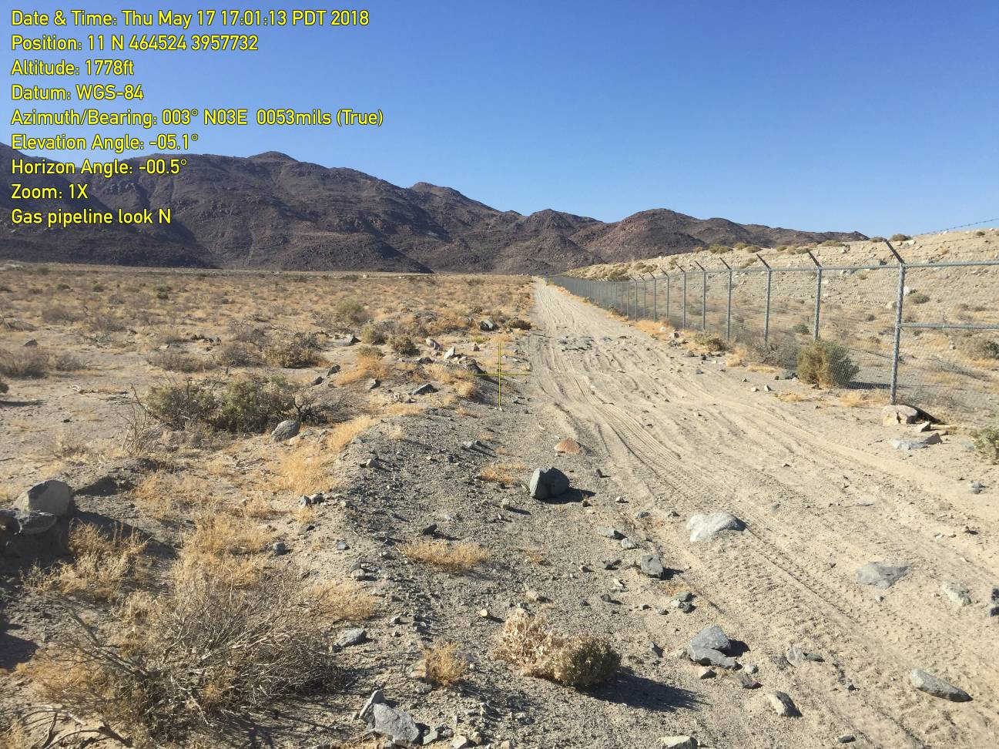 Date & Time: Thu May 17 17:01:13 PDT 2018
Position: 11 N 464524 3957732
Altitude: 1778ft
Datum: WGS-84
Azimuth/Bearing: 003° N03E 0053mils (True)
Elevation Angle: -05.1°
Horizon Angle: -00.5°
Zoom: 1X
Gas pipeline look N